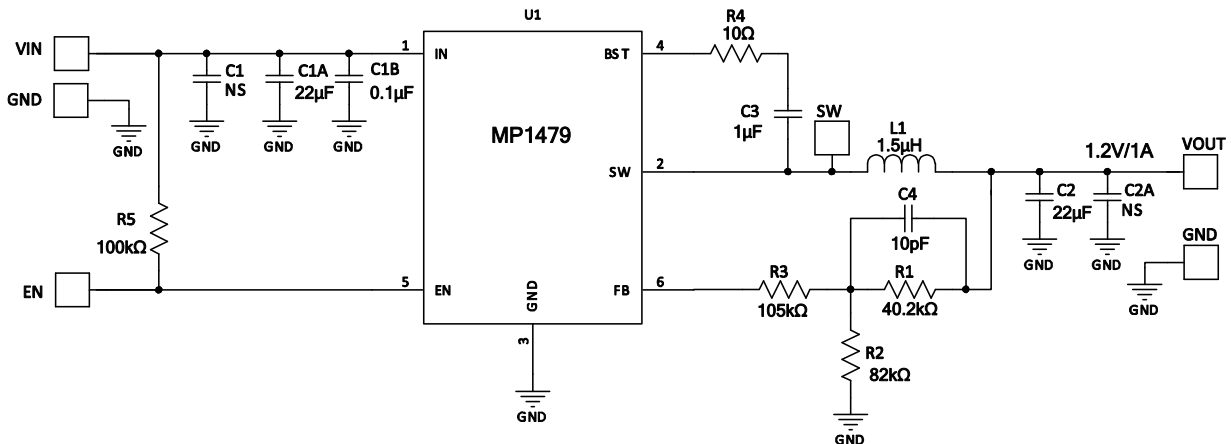 U1
VIN
GND
GND
C1
NS
GND
C1A
22µF
GND
C1B
0.1µF
GND
R5
100kΩ
EN
1
IN
5
EN
MP1479
GND
3
GND
BST
4
SW
2
FB
6
R4
10Ω
C3
1µF
SW
L1
1.5µH
C4
10pF
R3
105kΩ
R1
40.2kΩ
R2
82kΩ
GND
1.2V/1A
VOUT
C2
22µF
GND
C2A
NS
GND
GND
GND